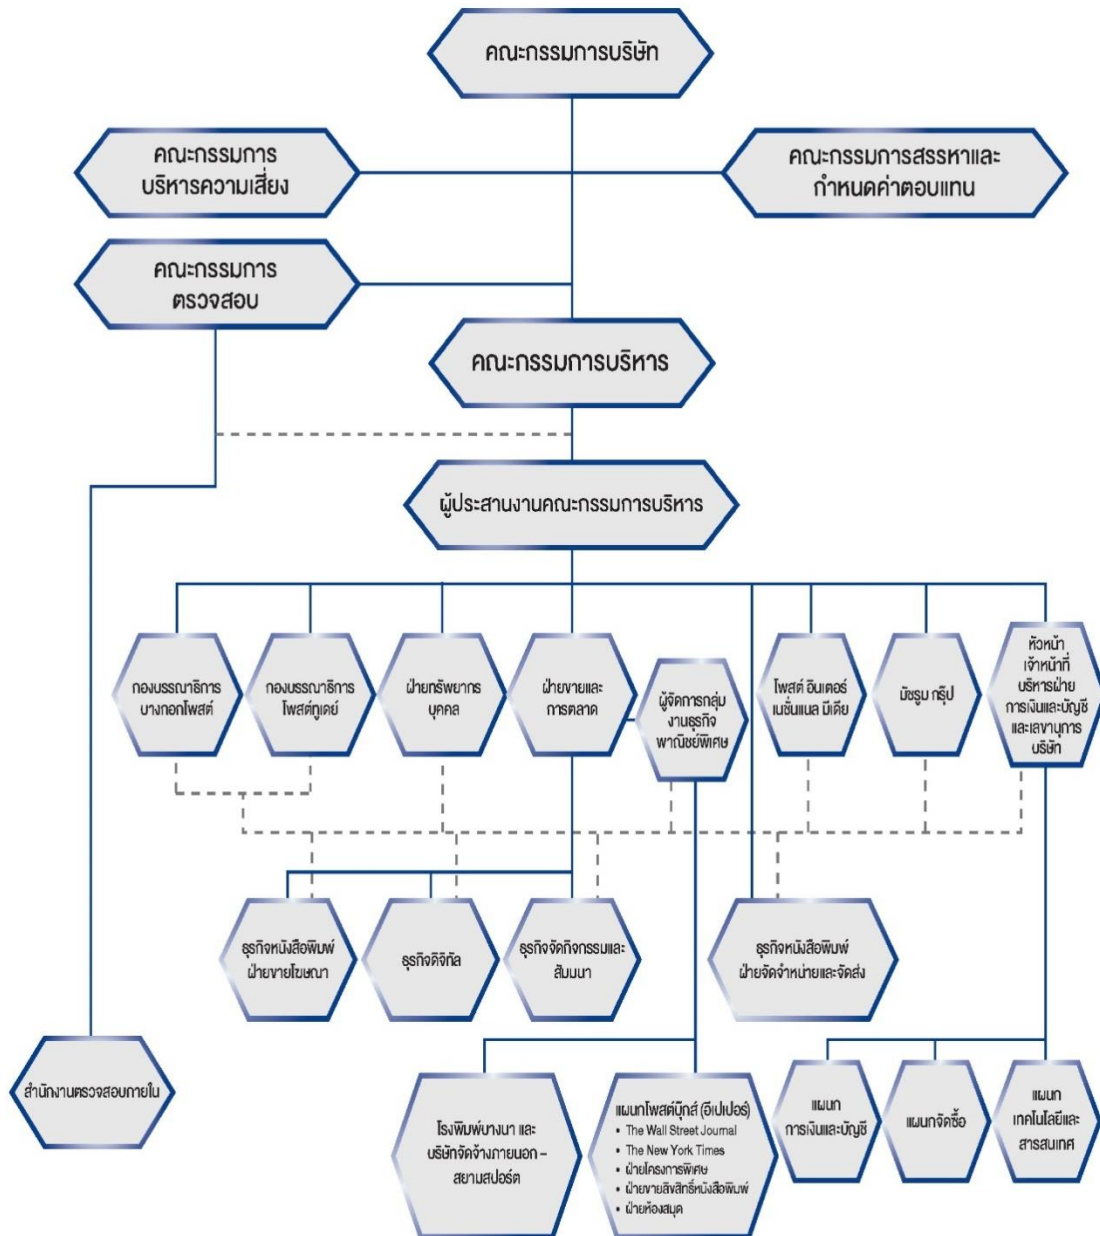 คณะกรรมการบริษัท
คณะกรรมการ
บริหารความเสี่ยง
คณะกรรมการสรรหาและ
กำหนดค่าตอบแทน
คณะกรรมการ
ตรวจสอบ
คณะกรรมการบริหาร
ผู้ประสานงานคณะกรรมการบริหาร
กองบรรณาธิการ
บางกอกโพสต์
กองบรรณาธิการ
โพสต์ทูเดย์
ฝ่ายทรัพยากร
บุคคล
ฝ่ายขายและ
การตลาด
ผู้จัดการกลุ่ม
งานธุรกิจ
พาณิชย์พิเศษ
โพสต์ อินเตอร์
เนชั่นแนล มีเดีย
มัชรูม กรุ๊ป
หัวหน้า
เจ้าหน้าที่
บริหารฝ่าย
การเงินและบัญชี
และเลขานุการ
บริษัท
ธุรกิจหนังสือพิมพ์
ฝ่ายขายโฆษณา
ธุรกิจดิจิทัล
ธุรกิจจัดกิจกรรมและ
สัมมนา
ธุรกิจหนังสือพิมพ์
ฝ่ายจัดจำหน่ายและจัดส่ง
สำนักงานตรวจสอบภายใน
โรงพิมพ์บางนา และ
บริษัทจัดจ้างภายนอก –
สยามสปอร์ต
แผนกโพสต์บุ๊กส์ (อีเปเปอร์)
• The Wall Street Journal
• The New York Times
• ฝ่ายโครงการพิเศษ
• ฝ่ายขายลิขสิทธิ์หนังสือพิมพ์
• ฝ่ายห้องสมุด
แผนก
การเงินและบัญชี
แผนกจัดซื้อ
แผนก
เทคโนโลยีและ
สารสนเทศ